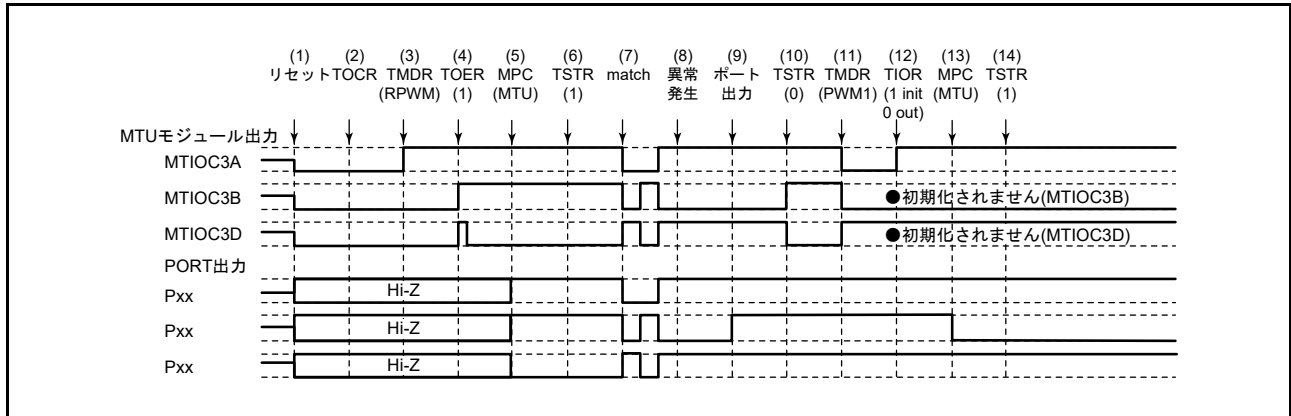 (1) (2) (3) (4) (5) (6) (7) (8) (9) (10) (11) (12) (13) (14)
リセット TOCR TMDR TOER MPC TSTR match 異常 ポート TSTR TMDR TIOR MPC TSTR
(RPWM) (1) (MTU) (1) 発生 出力 (0) (PWM1) (1 init (MTU) (1)
0 out)
MTUモジュール出力
MTIOC3A
MTIOC3B ●初期化されません(MTIOC3B)
MTIOC3D ●初期化されません(MTIOC3D)
PORT出力
Pxx Hi-Z
Pxx Hi-Z
Pxx Hi-Z